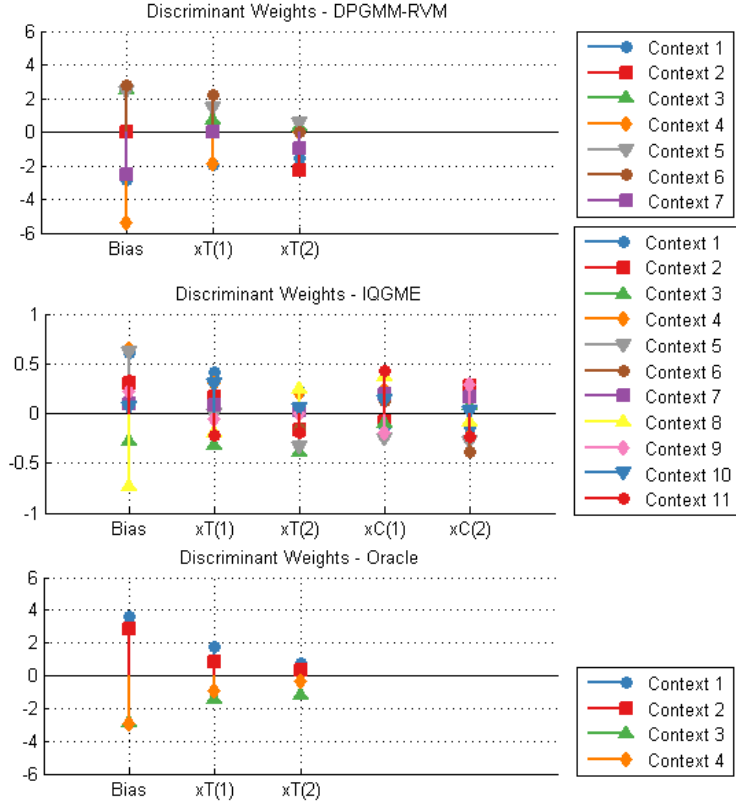 Discriminant Weights - DPGMM-RVM
6
4
2
0
-2
-4
-6
Bias xT(1) xT(2)
Context 1
Context 2
Context 3
Context 4
Context 5
Context 6
Context 7
Discriminant Weights - IQGME
1
0.5
0
-0.5
-1
Bias xT(1) xT(2) xC(1) xC(2)
Context 1
Context 2
Context 3
Context 4
Context 5
Context 6
Context 7
Context 8
Context 9
Context 10
Context 11
Discriminant Weights - Oracle
6
4
2
0
-2
-4
-6
Bias xT(1) xT(2)
Context 1
Context 2
Context 3
Context 4